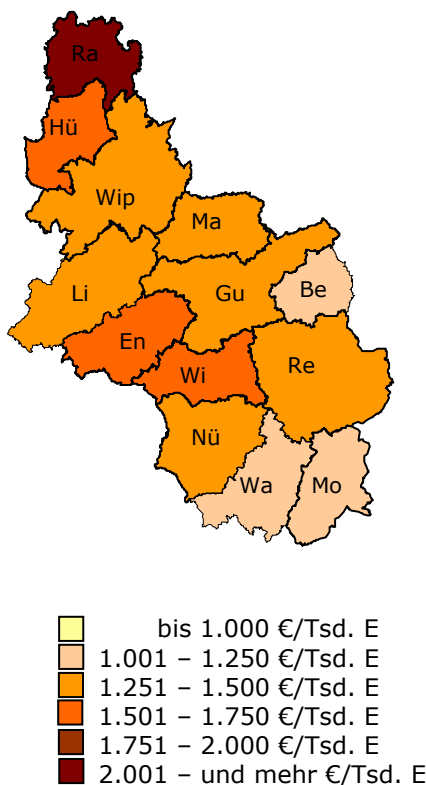 Ra
Hü
Wip
Ma
Li
Gu
Be
En
Wi
Re
Nü
Wa
Mo
bis 1.000 €/Tsd. E
1.001 – 1.250 €/Tsd. E
1.251 – 1.500 €/Tsd. E
1.501 – 1.750 €/Tsd. E
1.751 – 2.000 €/Tsd. E
2.001 – und mehr €/Tsd. E